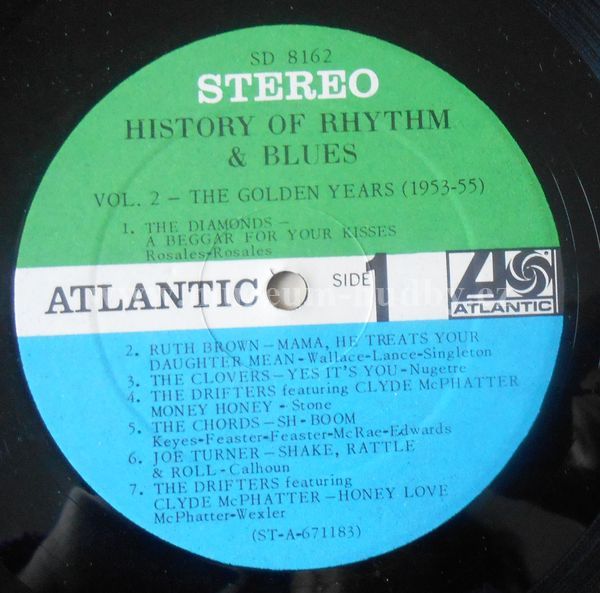 SD 8162
STEREO
HISTORY OF RHYTHM
& BLUES
VOL. 2 – THE GOLDEN YEARS (1953-55)
1. THE DIAMONDS –
A BEGGAR FOR YOUR KISSES
Rosales-Rosales
ATLANTIC
SIDE 1
ATLANTIC
2. RUTH BROWN – MAMA, HE TREATS YOUR
DAUGHTER MEAN – Wallace-Lance-Singleton
3. THE CLOVERS – YES IT'S YOU – Nugetre
4. THE DRIFTERS featuring CLYDE McPHATTER
MONEY HONEY – Stone
5. THE CHORDS – SH-BOOM
Keyes-Feaster-Feaster-McRae-Edwards
6. JOE TURNER – SHAKE, RATTLE
& ROLL – Calhoun
7. THE DRIFTERS featuring
CLYDE McPHATTER – HONEY LOVE
McPhatter-Wexler
(ST-A-671183)